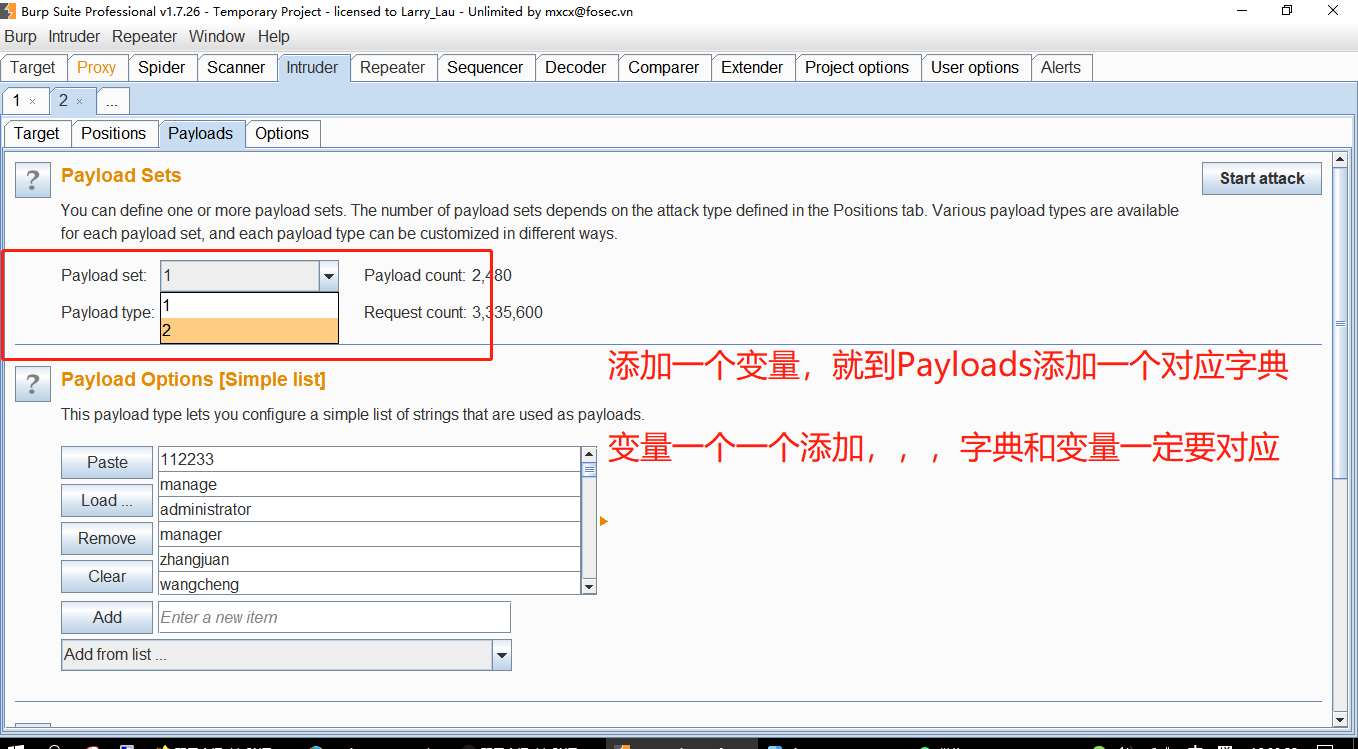 Burp Suite Professional v1.7.26 - Temporary Project - licensed to Larry_Lau - Unlimited by mxcx@fosec.vn
Burp Intruder Repeater Window Help
Target Proxy Spider Scanner Intruder Repeater Sequencer Decoder Comparer Extender Project options User options Alerts
1 × 2 × ...
Target Positions Payloads Options
? Payload Sets Start attack
You can define one or more payload sets. The number of payload sets depends on the attack type defined in the Positions tab. Various payload types are available
for each payload set, and each payload type can be customized in different ways.
Payload set: 1 Payload count: 2,480
1
Payload type: Request count: 3,335,600
2
添加一个变量，就到Payloads添加一个对应字典
? Payload Options [Simple list]
This payload type lets you configure a simple list of strings that are used as payloads.
变量一个一个添加，，，字典和变量一定要对应
Paste 112233
manage
Load ... administrator
Remove manager
zhangjuan
Clear wangcheng
Add Enter a new item
Add from list ...